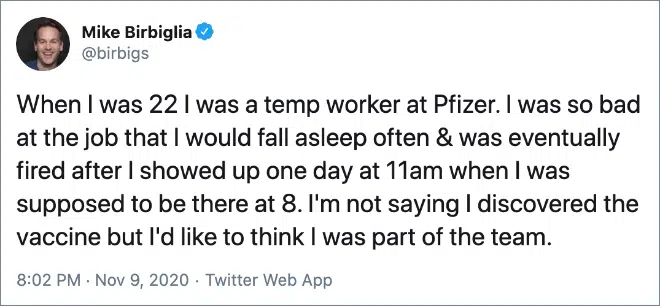 Mike Birbiglia
@birbigs
When I was 22 I was a temp worker at Pfizer. I was so bad
at the job that I would fall asleep often & was eventually
fired after I showed up one day at 11am when I was
supposed to be there at 8. I'm not saying I discovered the
vaccine but I'd like to think I was part of the team.
8:02 PM · Nov 9, 2020 · Twitter Web App